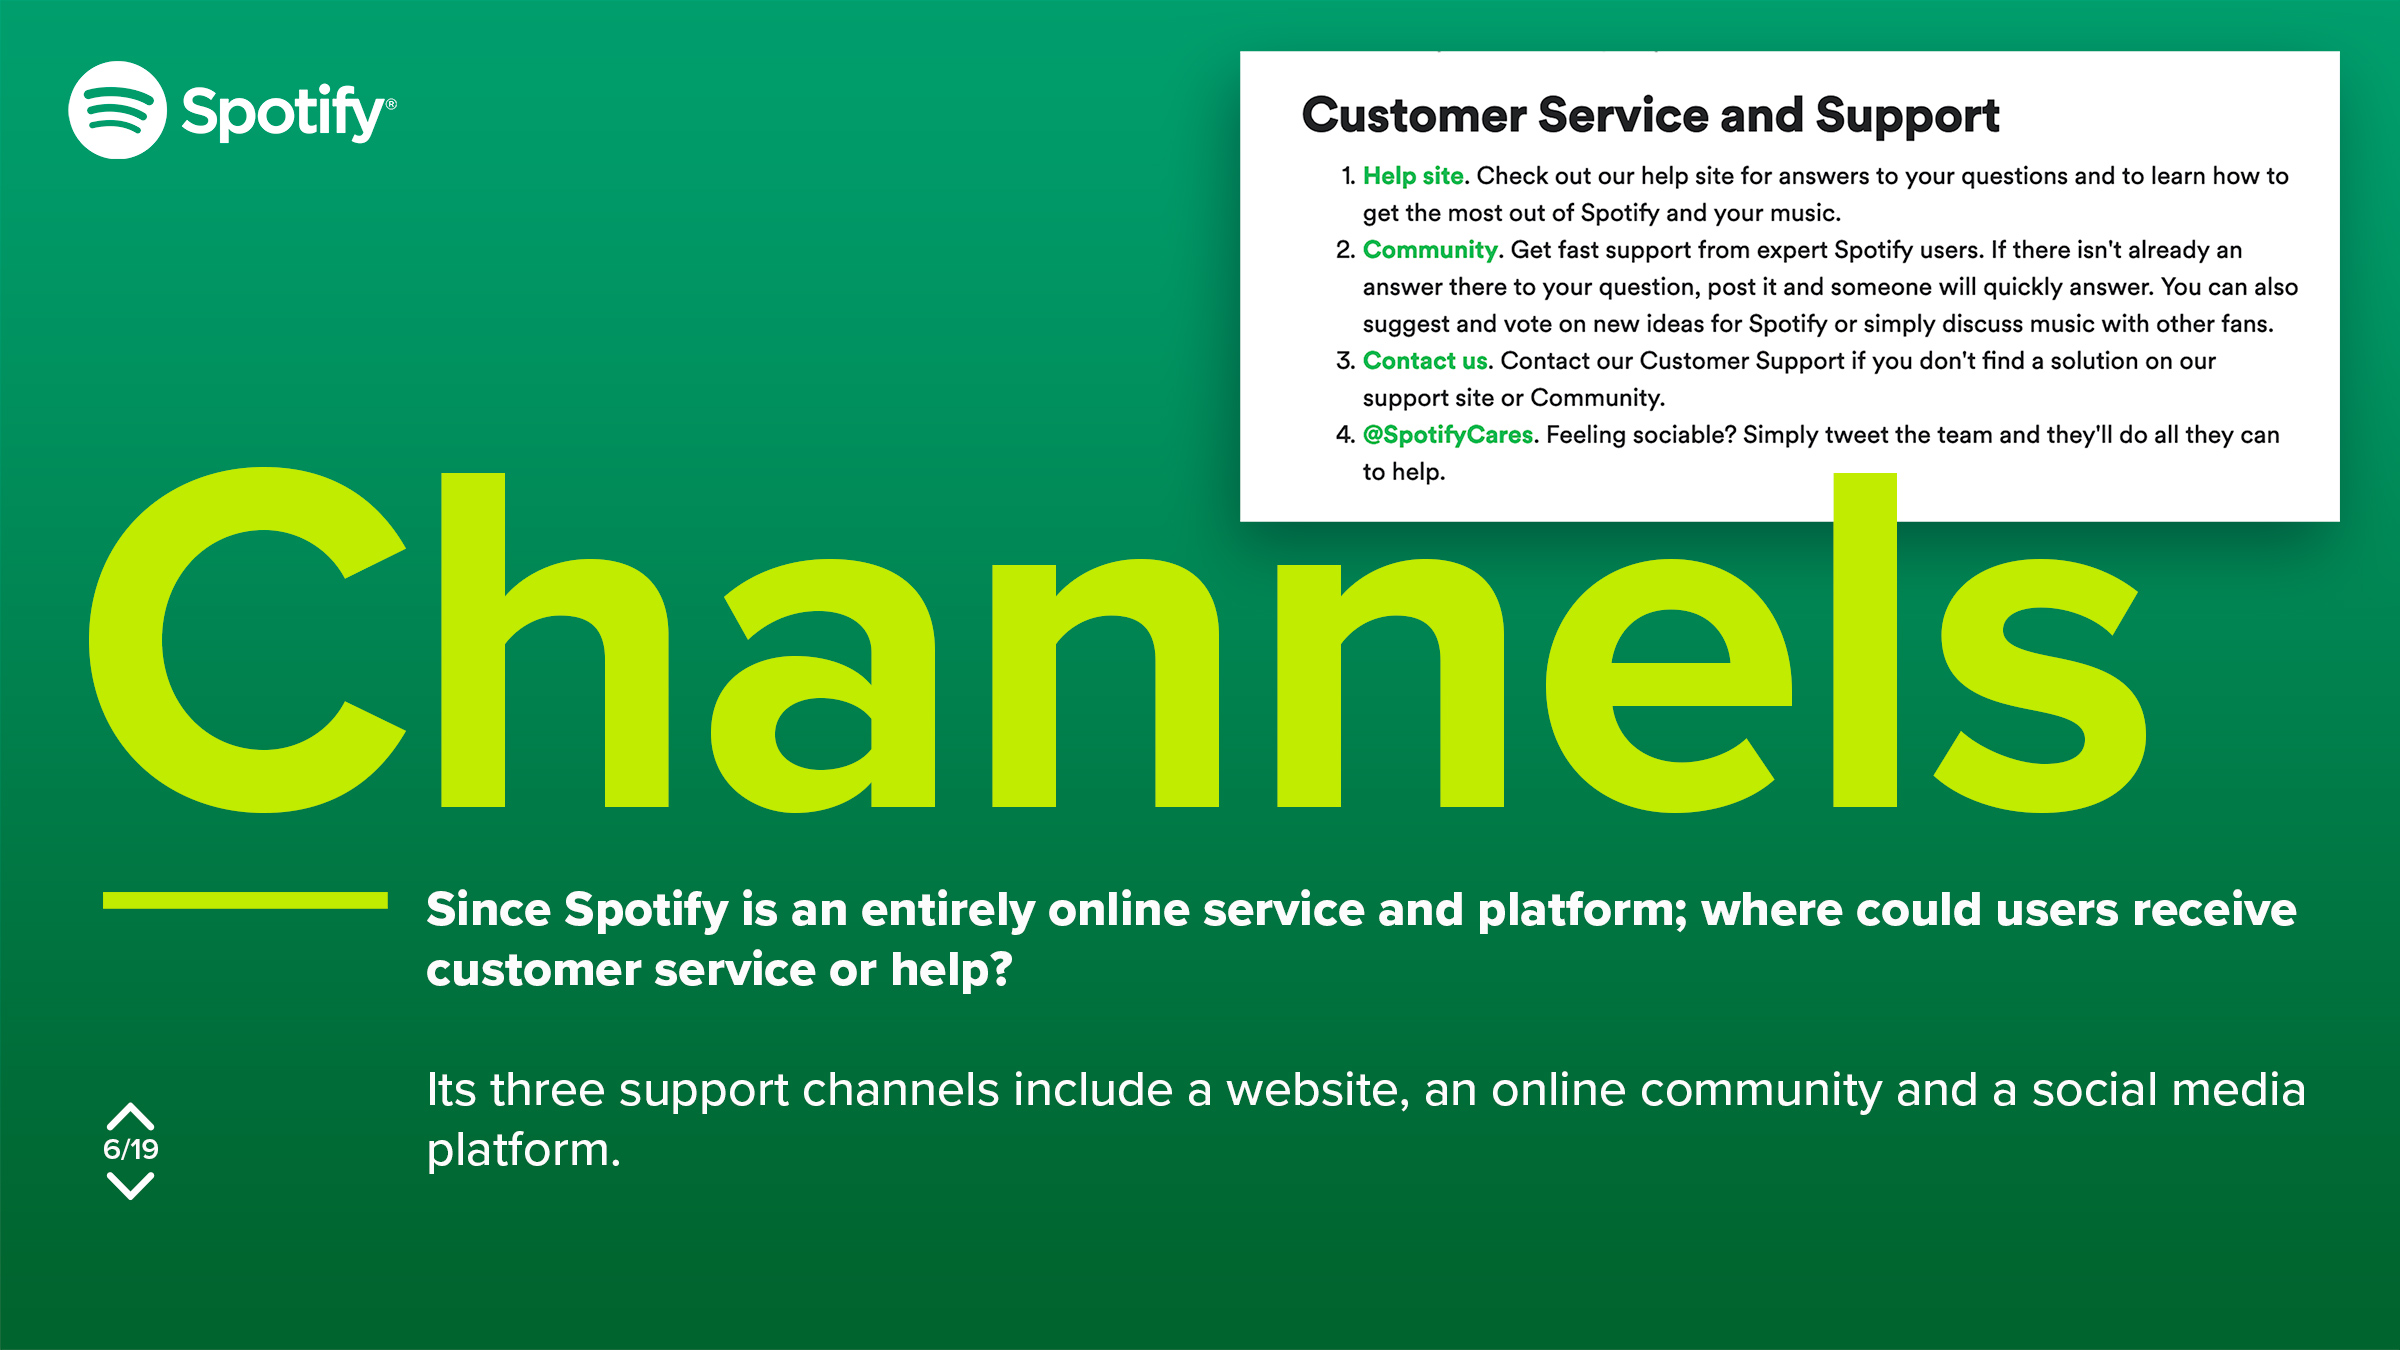 Spotify®
Customer Service and Support
1. Help site. Check out our help site for answers to your questions and to learn how to
get the most out of Spotify and your music.
2. Community. Get fast support from expert Spotify users. If there isn't already an
answer there to your question, post it and someone will quickly answer. You can also
suggest and vote on new ideas for Spotify or simply discuss music with other fans.
3. Contact us. Contact our Customer Support if you don't find a solution on our
support site or Community.
4. @SpotifyCares. Feeling sociable? Simply tweet the team and they'll do all they can
to help.
Channels
Since Spotify is an entirely online service and platform; where could users receive
customer service or help?
Its three support channels include a website, an online community and a social media
platform.
6/19